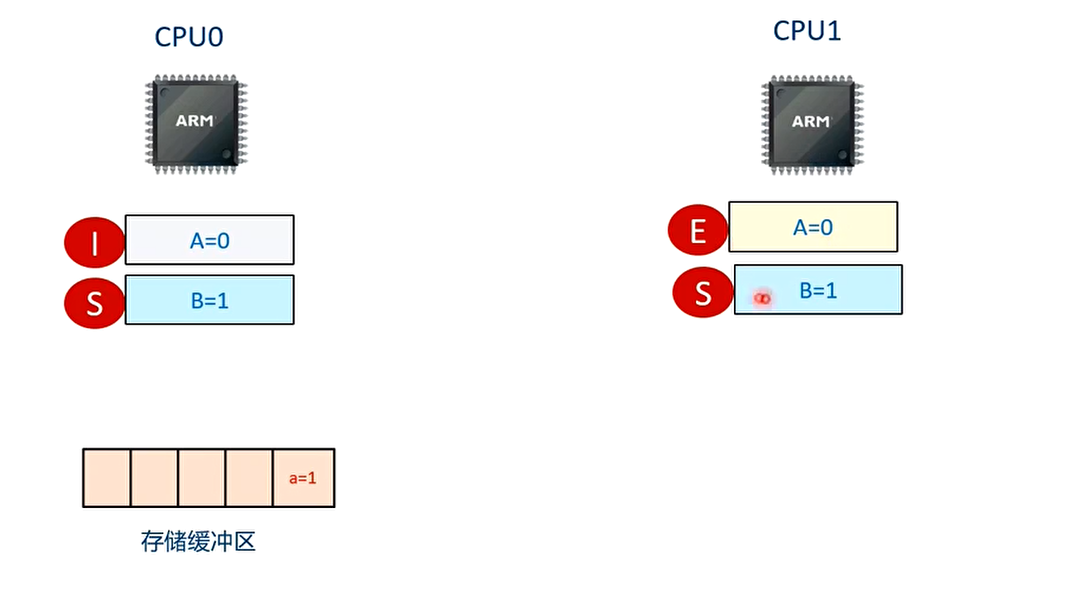 CPU0
CPU1
ARM
ARM
I
A=0
E
A=0
S
B=1
S
B=1
a=1
存储缓冲区